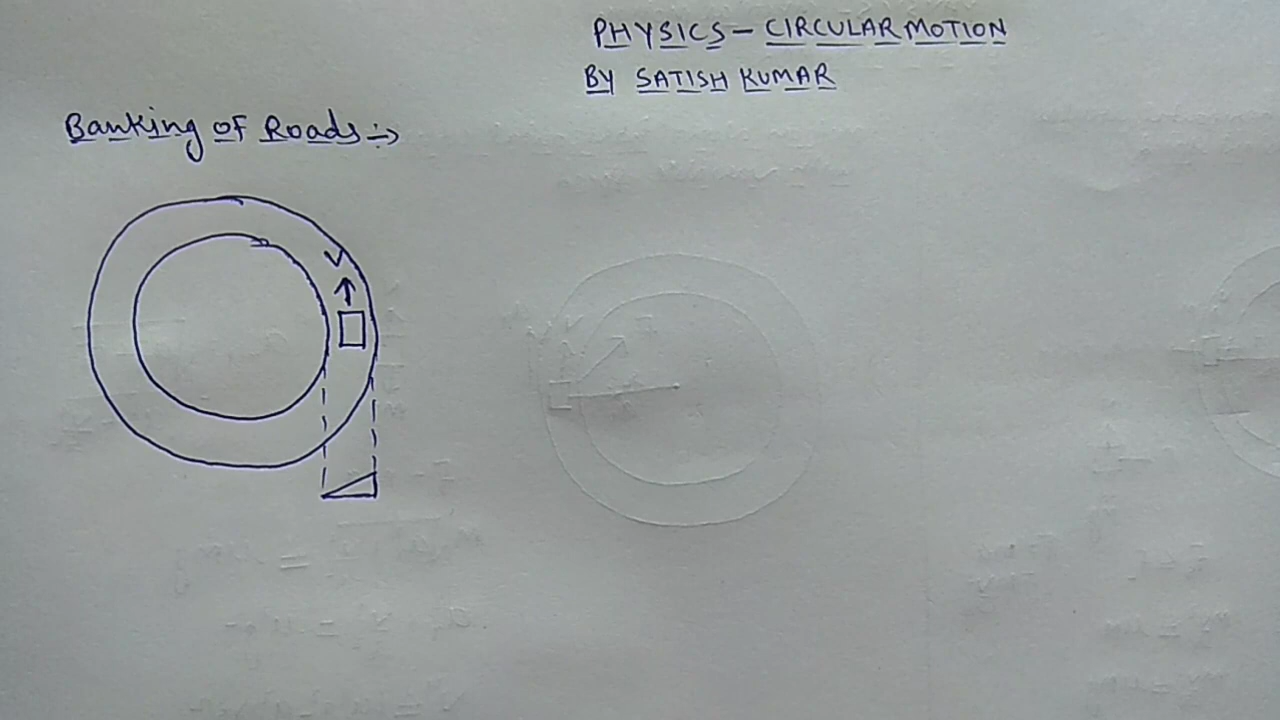 PHYSICS - CIRCULAR MOTION
BY SATISH KUMAR
Banking of Roads :->
V